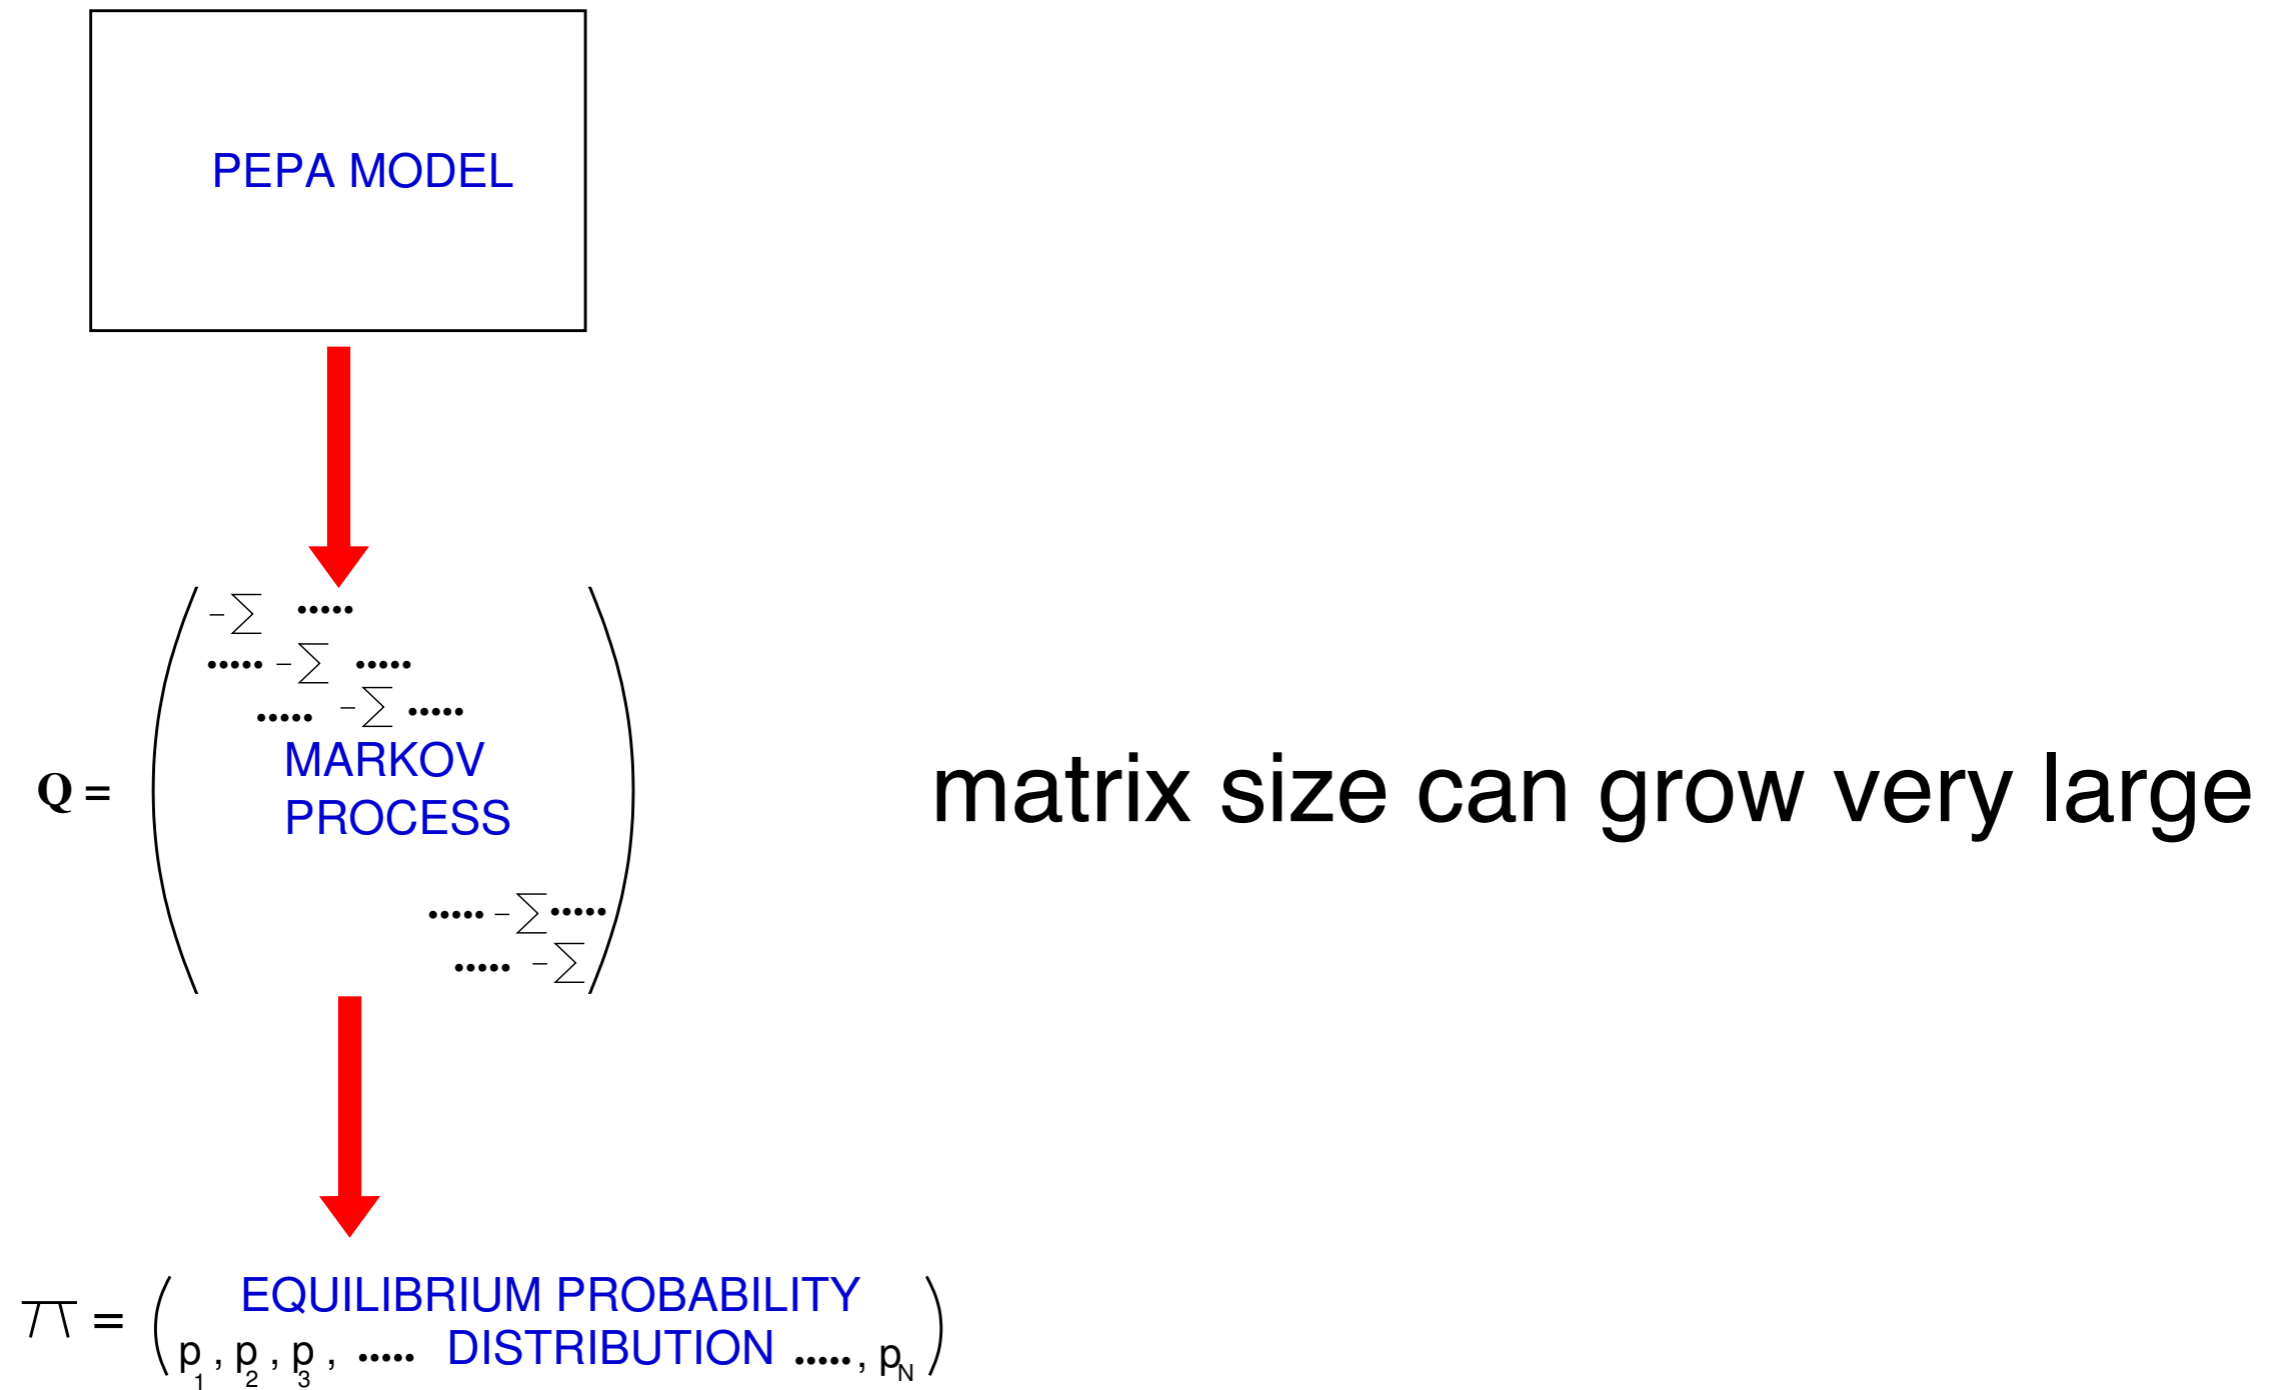 PEPA MODEL
-∑ •••••
••••• -∑ •••••
••••• -∑ •••••
MARKOV
Q = PROCESS
matrix size can grow very large
••••• -∑ •••••
••••• -∑
EQUILIBRIUM PROBABILITY
π = ( p1 , p2 , p3 , ••••• DISTRIBUTION ••••• , pN )